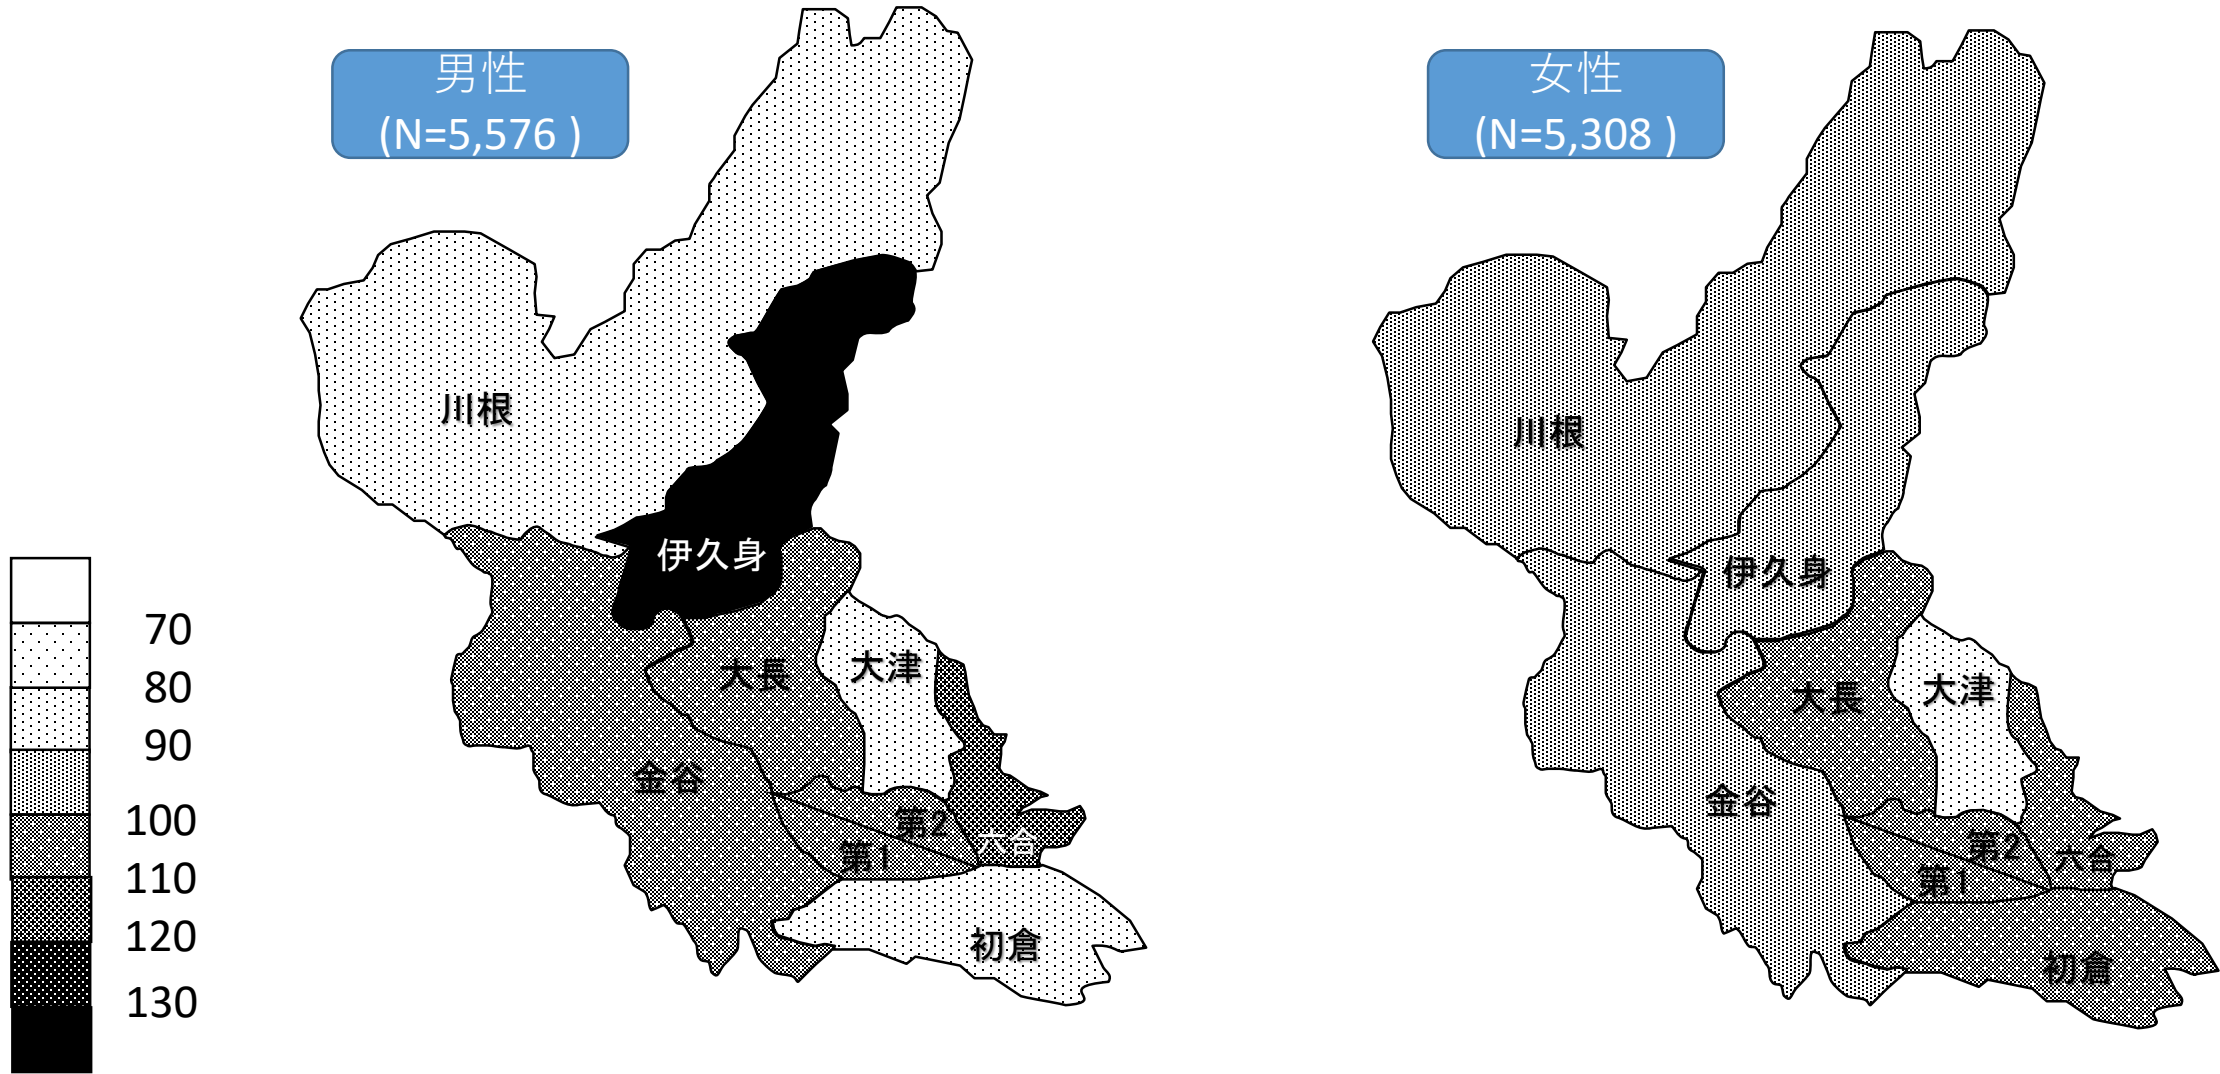 男性
(N=5,576 )
川根
伊久身
大長
大津
金谷
第2
第1
六合
初倉
女性
(N=5,308 )
川根
伊久身
大長
大津
金谷
第2
第1
六合
初倉
70
80
90
100
110
120
130